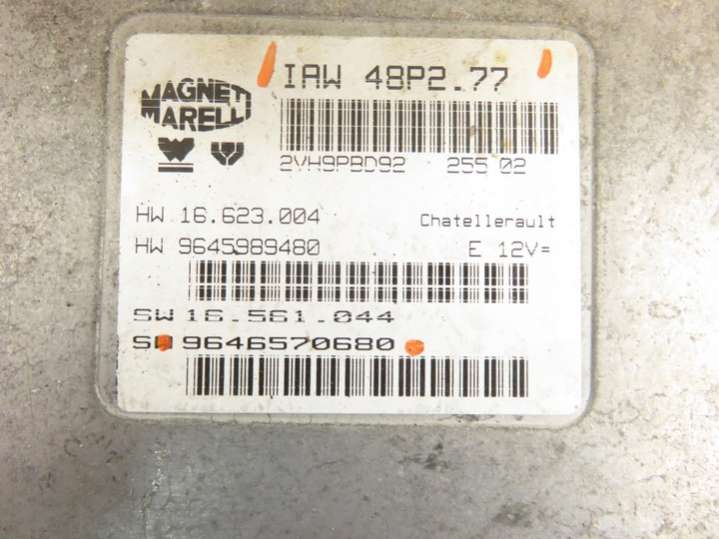 IAW 48P2.77
MAGNETI
MARELLI
2VH9PBD92 255 02
HW 16.623.004 Chatellerault
HW 9645989480 E 12V=
SW 16.561.044
SW 9646570680